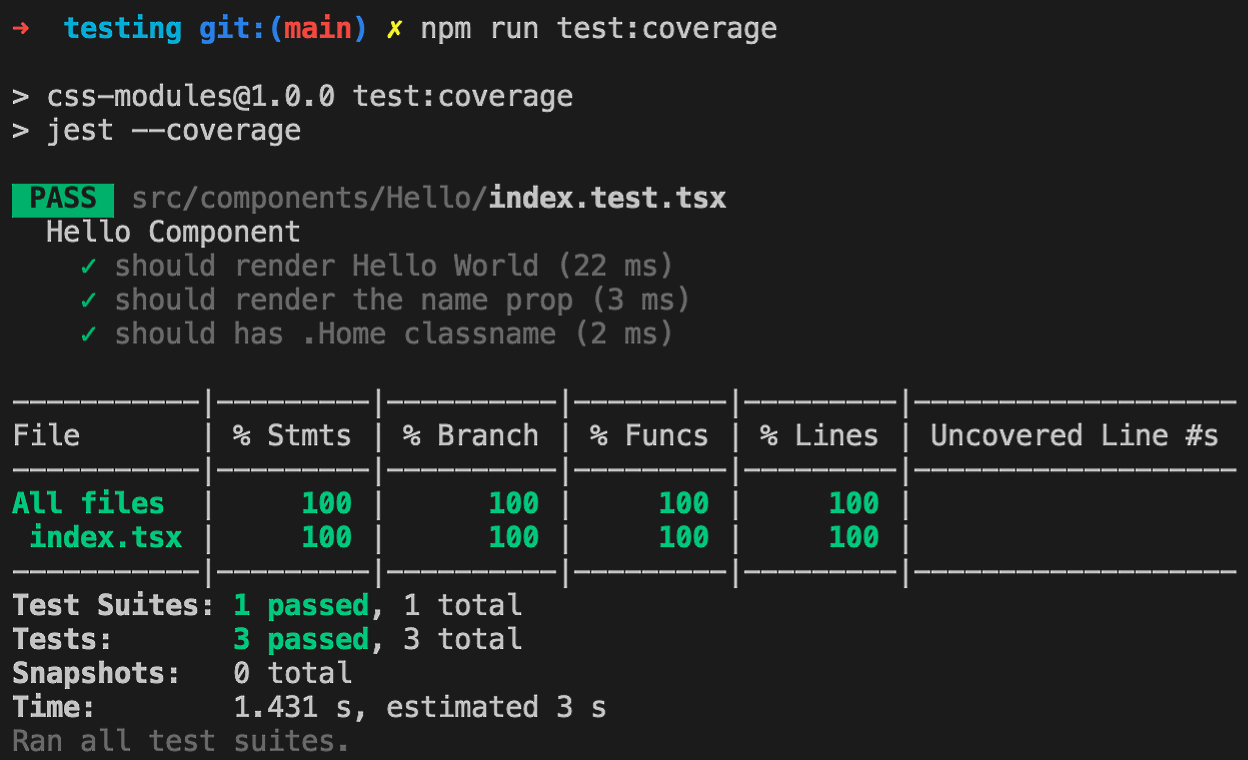 → testing git:(main) ✗ npm run test:coverage
> css-modules@1.0.0 test:coverage
> jest --coverage
PASS src/components/Hello/index.test.tsx
Hello Component
✓ should render Hello World (22 ms)
✓ should render the name prop (3 ms)
✓ should has .Home classname (2 ms)
-----------|---------|----------|---------|---------|-------------------
File | % Stmts | % Branch | % Funcs | % Lines | Uncovered Line #s
-----------|---------|----------|---------|---------|-------------------
All files | 100 | 100 | 100 | 100 |
index.tsx | 100 | 100 | 100 | 100 |
-----------|---------|----------|---------|---------|-------------------
Test Suites: 1 passed, 1 total
Tests: 3 passed, 3 total
Snapshots: 0 total
Time: 1.431 s, estimated 3 s
Ran all test suites.